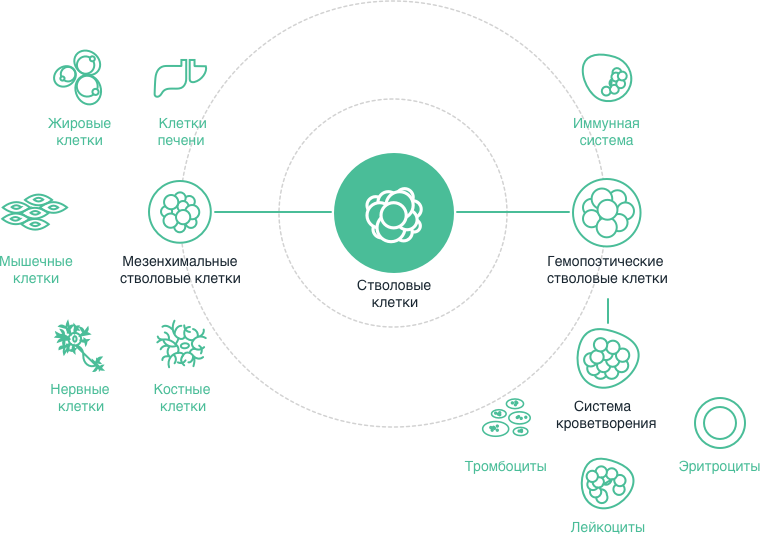 Жировые
клетки
Клетки
печени
Иммунная
система
Мышечные
клетки
Мезенхимальные
стволовые клетки
Стволовые
клетки
Гемопоэтические
стволовые клетки
Нервные
клетки
Костные
клетки
Система
кроветворения
Тромбоциты
Эритроциты
Лейкоциты